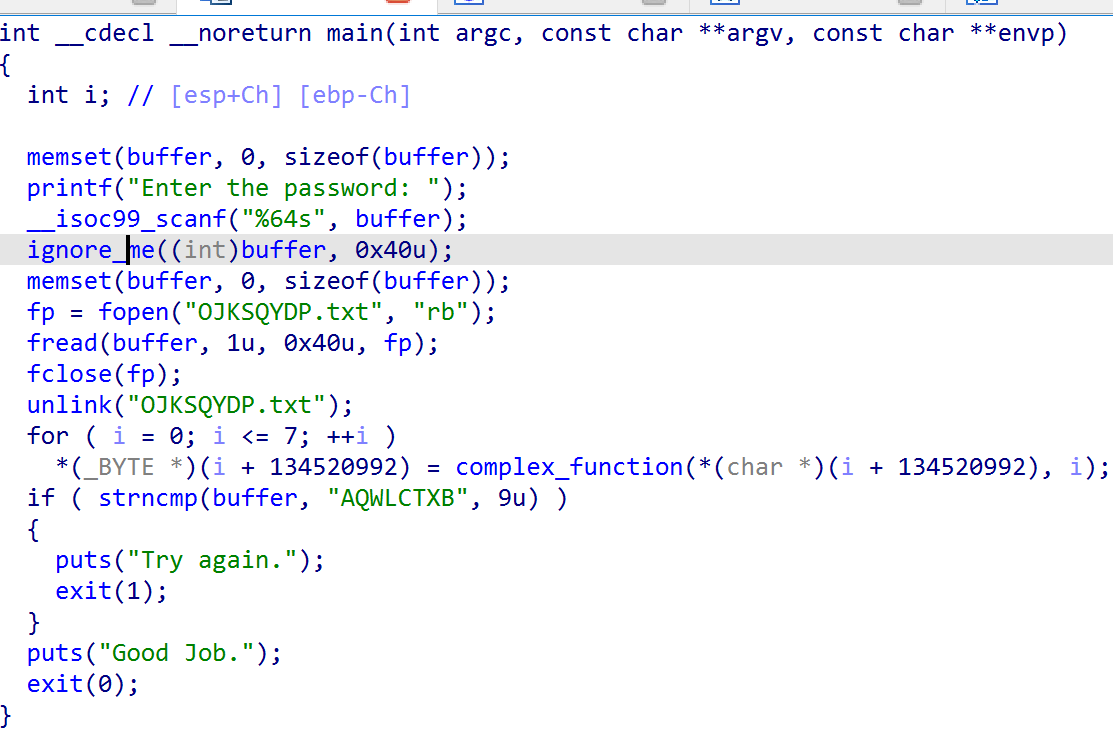 int __cdecl __noreturn main(int argc, const char **argv, const char **envp)
{
  int i; // [esp+Ch] [ebp-Ch]

  memset(buffer, 0, sizeof(buffer));
  printf("Enter the password: ");
  __isoc99_scanf("%64s", buffer);
  ignore_me((int)buffer, 0x40u);
  memset(buffer, 0, sizeof(buffer));
  fp = fopen("OJKSQYDP.txt", "rb");
  fread(buffer, 1u, 0x40u, fp);
  fclose(fp);
  unlink("OJKSQYDP.txt");
  for ( i = 0; i <= 7; ++i )
    *(_BYTE *)(i + 134520992) = complex_function(*(char *)(i + 134520992), i);
  if ( strncmp(buffer, "AQWLCTXB", 9u) )
  {
    puts("Try again.");
    exit(1);
  }
  puts("Good Job.");
  exit(0);
}